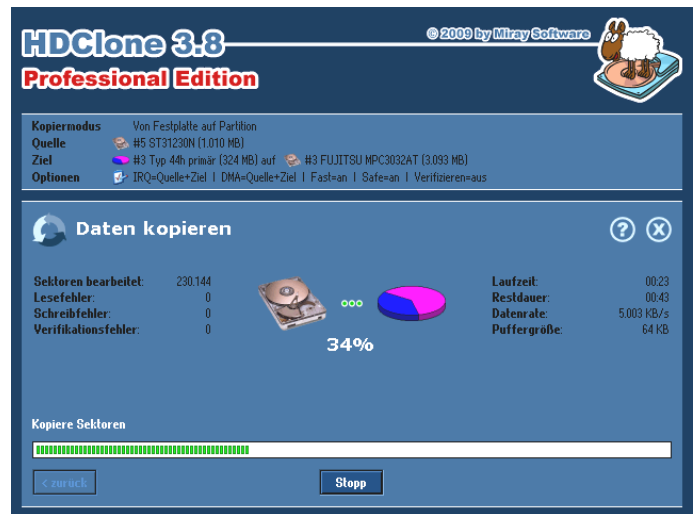 HDClone 3.8
© 2009 by Miray Software
Professional Edition
Kopiermodus Von Festplatte auf Partition
Quelle #5 ST31230N (1.010 MB)
Ziel #3 Typ 44h primär (324 MB) auf #3 FUJITSU MPC3032AT (3.093 MB)
Optionen IRQ=Quelle+Ziel | DMA=Quelle+Ziel | Fast=an | Safe=an | Verifizieren=aus
Daten kopieren
? X
Sektoren bearbeitet: 230.144
Lesefehler: 0
Schreibfehler: 0
Verifikationsfehler: 0
34%
Laufzeit: 00:23
Restdauer: 00:43
Datenrate: 5.003 KB/s
Puffergröße: 64 KB
Kopiere Sektoren
< zurück
Stopp